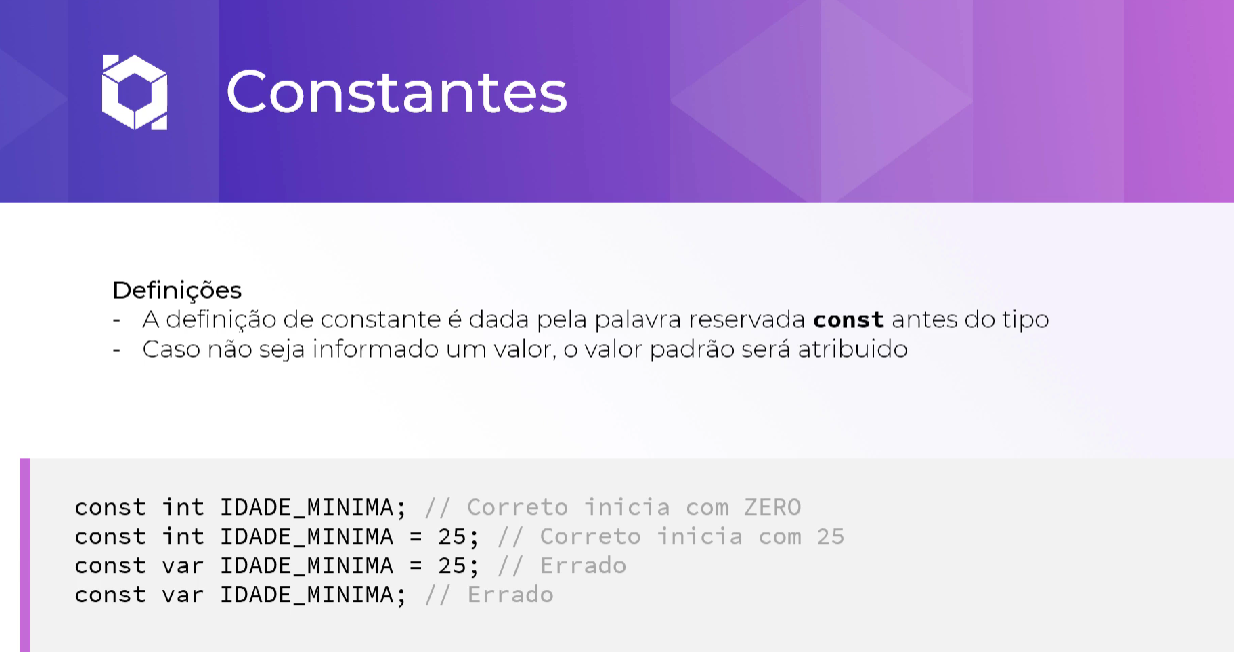 Constantes
Definições
- A definição de constante é dada pela palavra reservada const antes do tipo
- Caso não seja informado um valor, o valor padrão será atribuido
const int IDADE_MINIMA; // Correto inicia com ZERO
const int IDADE_MINIMA = 25; // Correto inicia com 25
const var IDADE_MINIMA = 25; // Errado
const var IDADE_MINIMA; // Errado